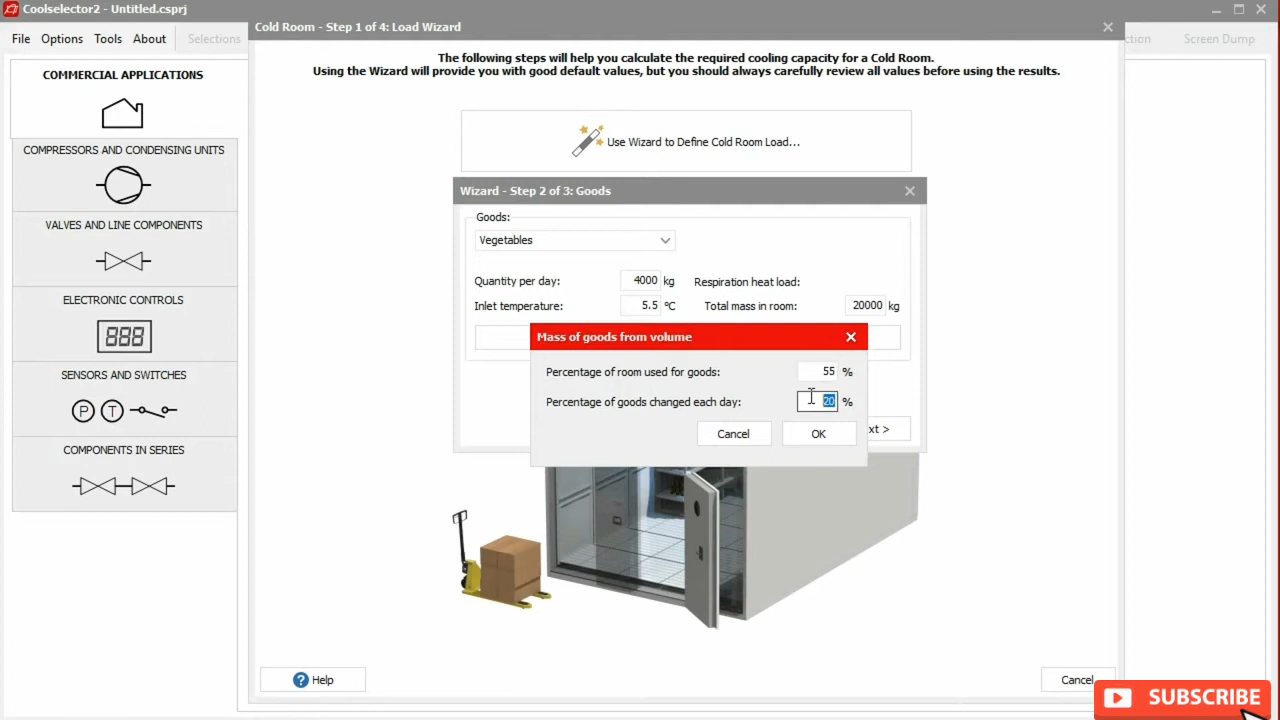 Coolselector2 - Untitled.csprj
File Options Tools About Selections
Screen Dump
Cold Room - Step 1 of 4: Load Wizard
The following steps will help you calculate the required cooling capacity for a Cold Room.
Using the Wizard will provide you with good default values, but you should always carefully review all values before using the results.
COMMERCIAL APPLICATIONS
COMPRESSORS AND CONDENSING UNITS
VALVES AND LINE COMPONENTS
ELECTRONIC CONTROLS
888
SENSORS AND SWITCHES
P T
COMPONENTS IN SERIES
Use Wizard to Define Cold Room Load...
Wizard - Step 2 of 3: Goods
Goods:
Vegetables
Quantity per day: 4000 kg Respiration heat load:
Inlet temperature: 5.5 °C Total mass in room: 20000 kg
Mass of goods from volume
Percentage of room used for goods: 55 %
Percentage of goods changed each day: 20 %
Cancel OK
xt >
? Help
Cancel
SUBSCRIBE